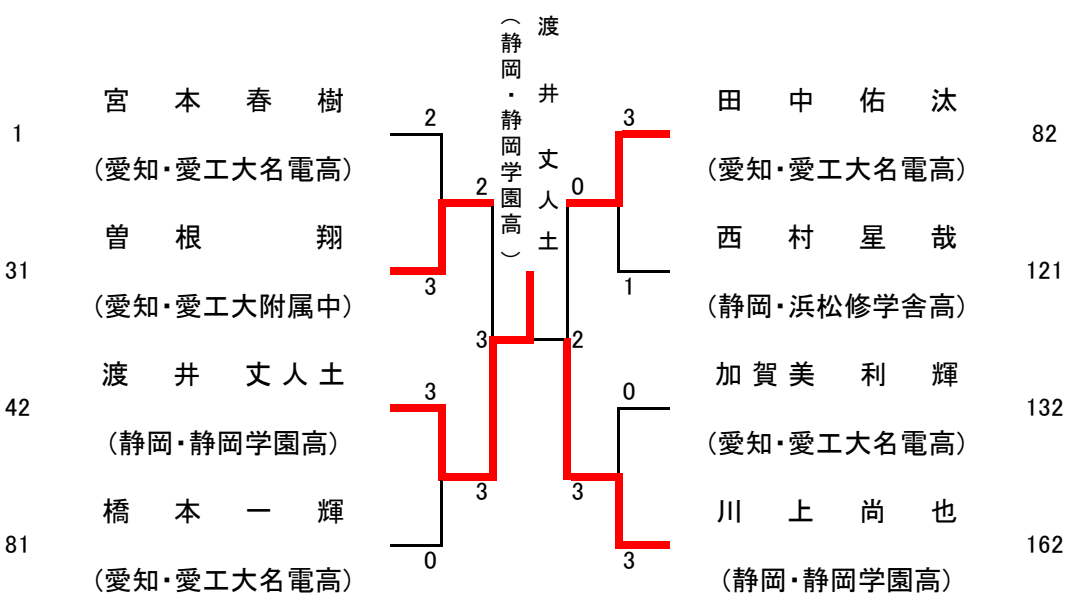 渡井丈人土
（静岡・静岡学園高）
1
宮本春樹
(愛知・愛工大名電高)
2
31
曽根翔
(愛知・愛工大附属中)
3
2
42
渡井丈人土
(静岡・静岡学園高)
3
81
橋本一輝
(愛知・愛工大名電高)
0
3
3
2
田中佑汰
(愛知・愛工大名電高)
82
3
0
西村星哉
(静岡・浜松修学舎高)
121
1
加賀美利輝
(愛知・愛工大名電高)
132
0
3
川上尚也
(静岡・静岡学園高)
162
3